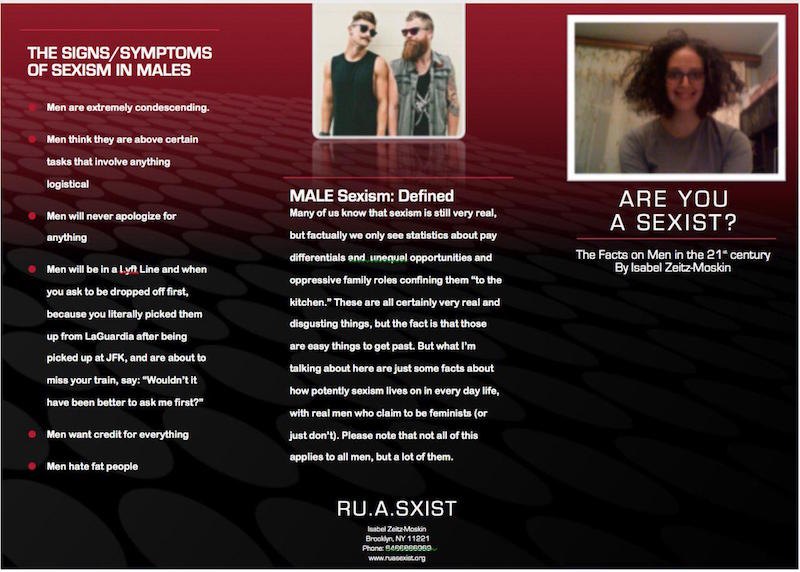 THE SIGNS/SYMPTOMS
OF SEXISM IN MALES
Men are extremely condescending.
Men think they are above certain
tasks that involve anything
logistical
Men will never apologize for
anything
Men will be in a Lyft Line and when
you ask to be dropped off first,
because you literally picked them
up from LaGuardia after being
picked up at JFK, and are about to
miss your train, say: “Wouldn’t it
have been better to ask me first?”
Men want credit for everything
Men hate fat people
MALE Sexism: Defined
Many of us know that sexism is still very real,
but factually we only see statistics about pay
differentials and unequal opportunities and
oppressive family roles confining them “to the
kitchen.” These are all certainly very real and
disgusting things, but the fact is that those
are easy things to get past. But what I’m
talking about here are just some facts about
how potently sexism lives on in every day life,
with real men who claim to be feminists (or
just don’t). Please note that not all of this
applies to all men, but a lot of them.
RU.A.SXIST
Isabel Zeitz-Moskin
Brooklyn, NY 11221
Phone:
www.ruasexist.org
ARE YOU
A SEXIST?
The Facts on Men in the 21st century
By Isabel Zeitz-Moskin